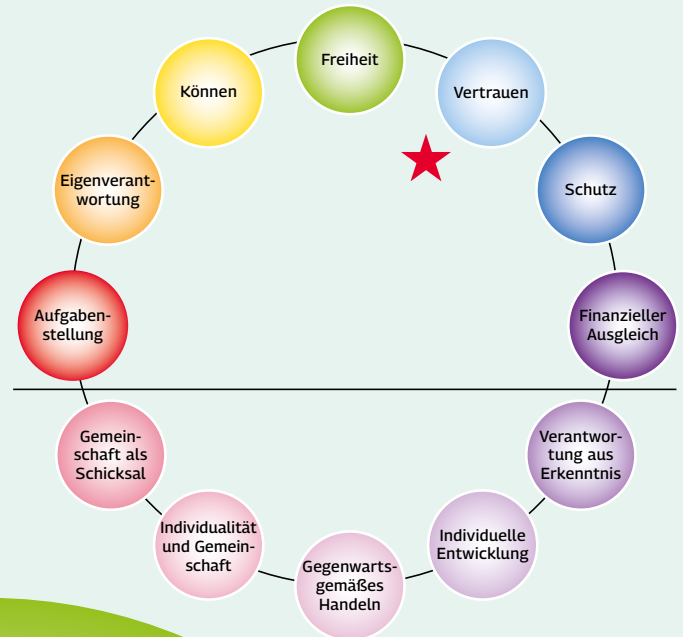 Freiheit
Können
Vertrauen
Eigenverant-
wortung
Schutz
Aufgaben-
stellung
Finanzieller
Ausgleich
Gemein-
schaft als
Schicksal
Verantwor-
tung aus
Erkenntnis
Individualität
und Gemein-
schaft
Individuelle
Entwicklung
Gegenwarts-
gemäßes
Handeln